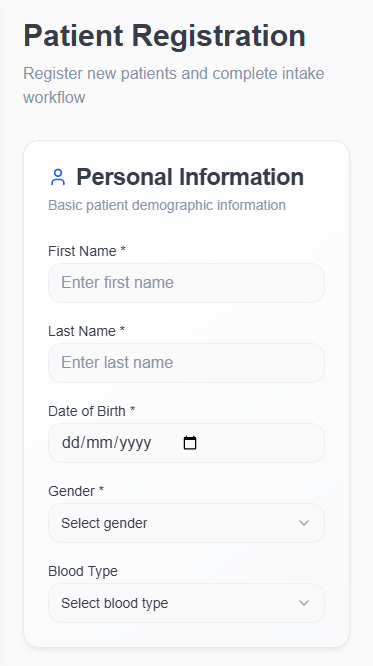 Patient Registration
Register new patients and complete intake
workflow
Personal Information
Basic patient demographic information
First Name *
Enter first name
Last Name *
Enter last name
Date of Birth *
dd/mm/yyyy
Gender *
Select gender
Blood Type
Select blood type